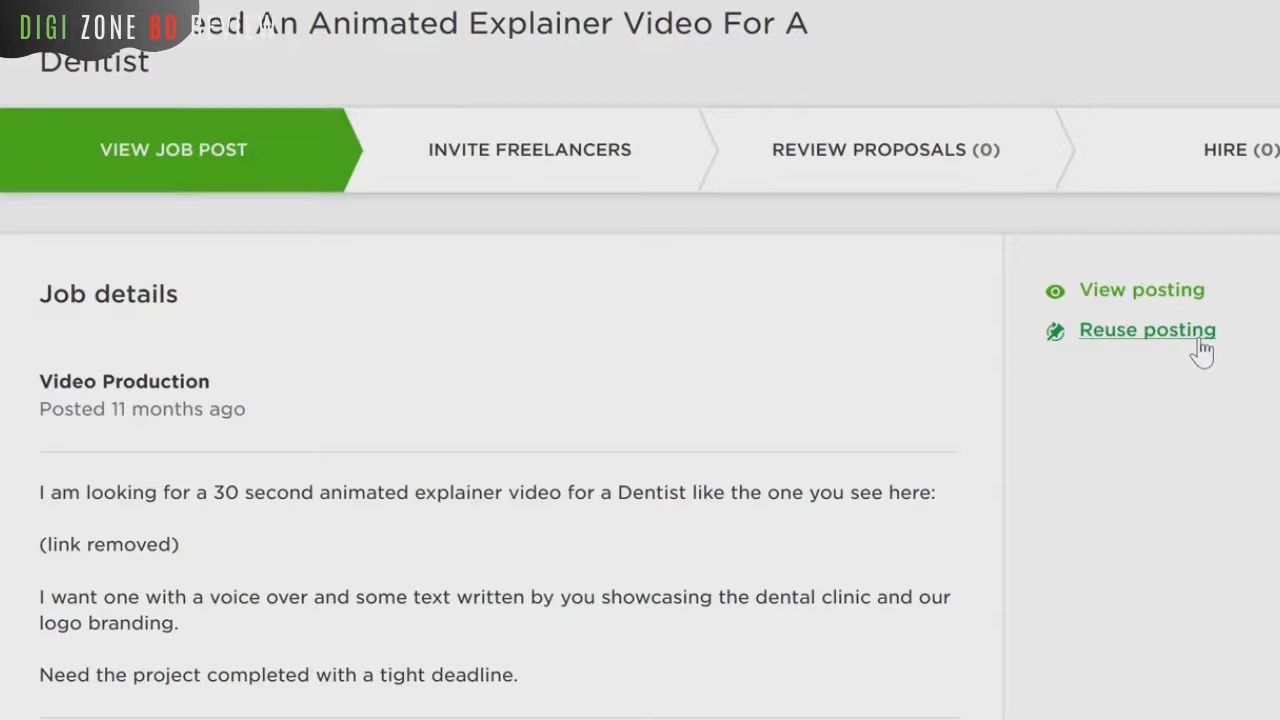 DIGI ZONE BD REVIEW
An Animated Explainer Video For A
Dentist
VIEW JOB POST
INVITE FREELANCERS
REVIEW PROPOSALS (0)
HIRE (0)
Job details
View posting
Reuse posting
Video Production
Posted 11 months ago
I am looking for a 30 second animated explainer video for a Dentist like the one you see here:
(link removed)
I want one with a voice over and some text written by you showcasing the dental clinic and our
logo branding.
Need the project completed with a tight deadline.